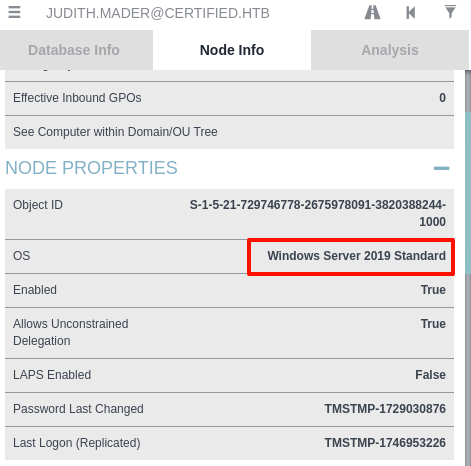 JUDITH.MADER@CERTIFIED.HTB
Database Info Node Info Analysis
Effective Inbound GPOs 0
See Computer within Domain/OU Tree
NODE PROPERTIES
Object ID S-1-5-21-729746778-2675978091-3820388244-
1000
OS Windows Server 2019 Standard
Enabled True
Allows Unconstrained True
Delegation
LAPS Enabled False
Password Last Changed TMSTMP-1729030876
Last Logon (Replicated) TMSTMP-1746953226